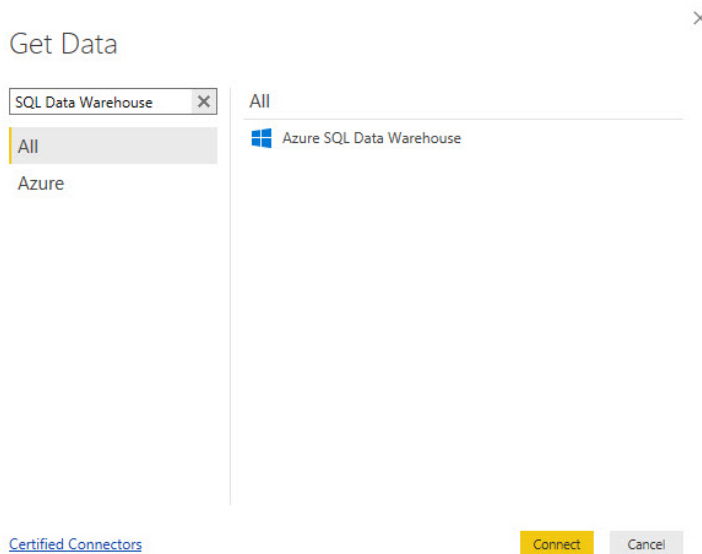 Get Data
SQL Data Warehouse
All
Azure
All
Azure SQL Data Warehouse
Certified Connectors
Connect
Cancel